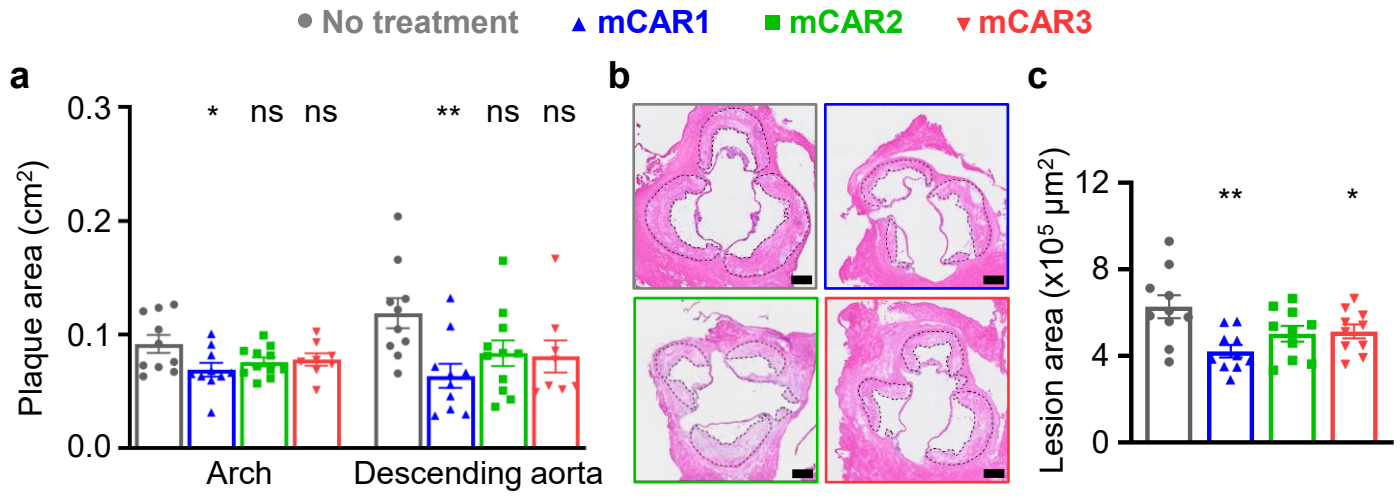 No treatment mCAR1 mCAR2 mCAR3
a
Plaque area (cm²)
0.3
0.2
0.1
0.0
* ns ns ** ns ns
Arch Descending aorta
b
c
Lesion area (x10⁵ µm²)
12
8
4
0
** *